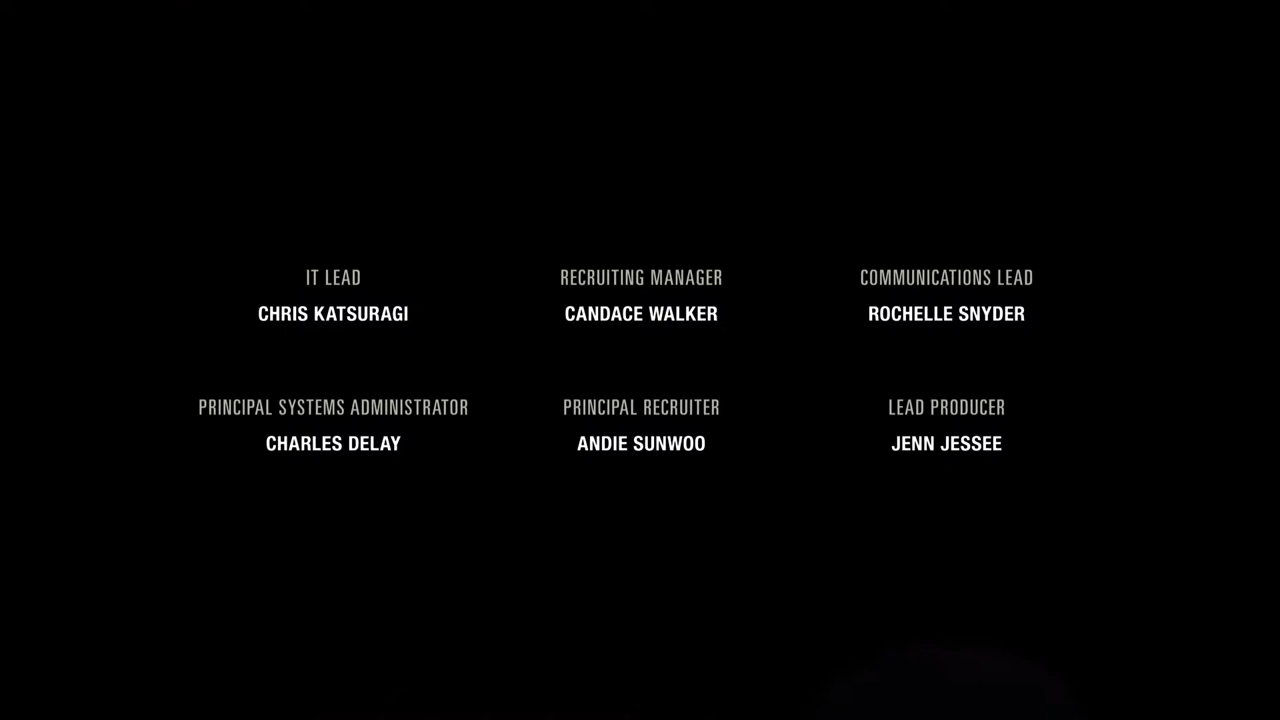 IT LEAD
CHRIS KATSURAGI
RECRUITING MANAGER
CANDACE WALKER
COMMUNICATIONS LEAD
ROCHELLE SNYDER
PRINCIPAL SYSTEMS ADMINISTRATOR
CHARLES DELAY
PRINCIPAL RECRUITER
ANDIE SUNWOO
LEAD PRODUCER
JENN JESSEE